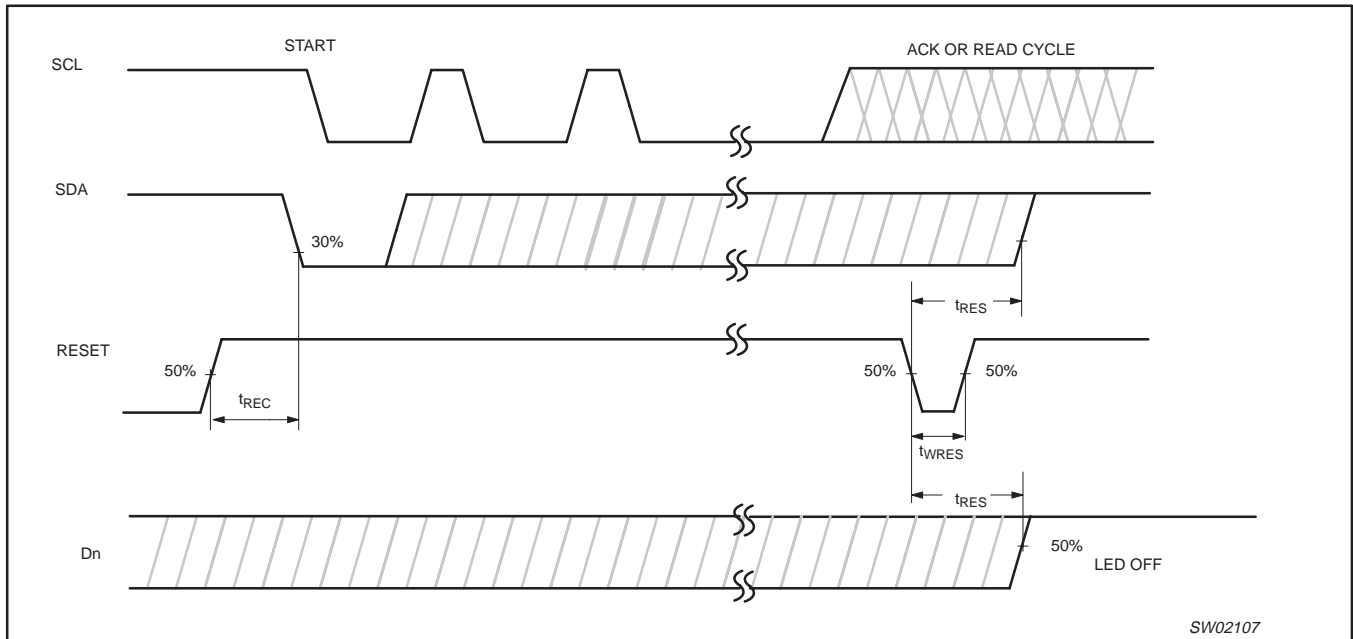 START
ACK OR READ CYCLE
SCL
SDA
30%
tRES
RESET
50%
50%
50%
tREC
tWRES
tRES
Dn
50%
LED OFF
SW02107